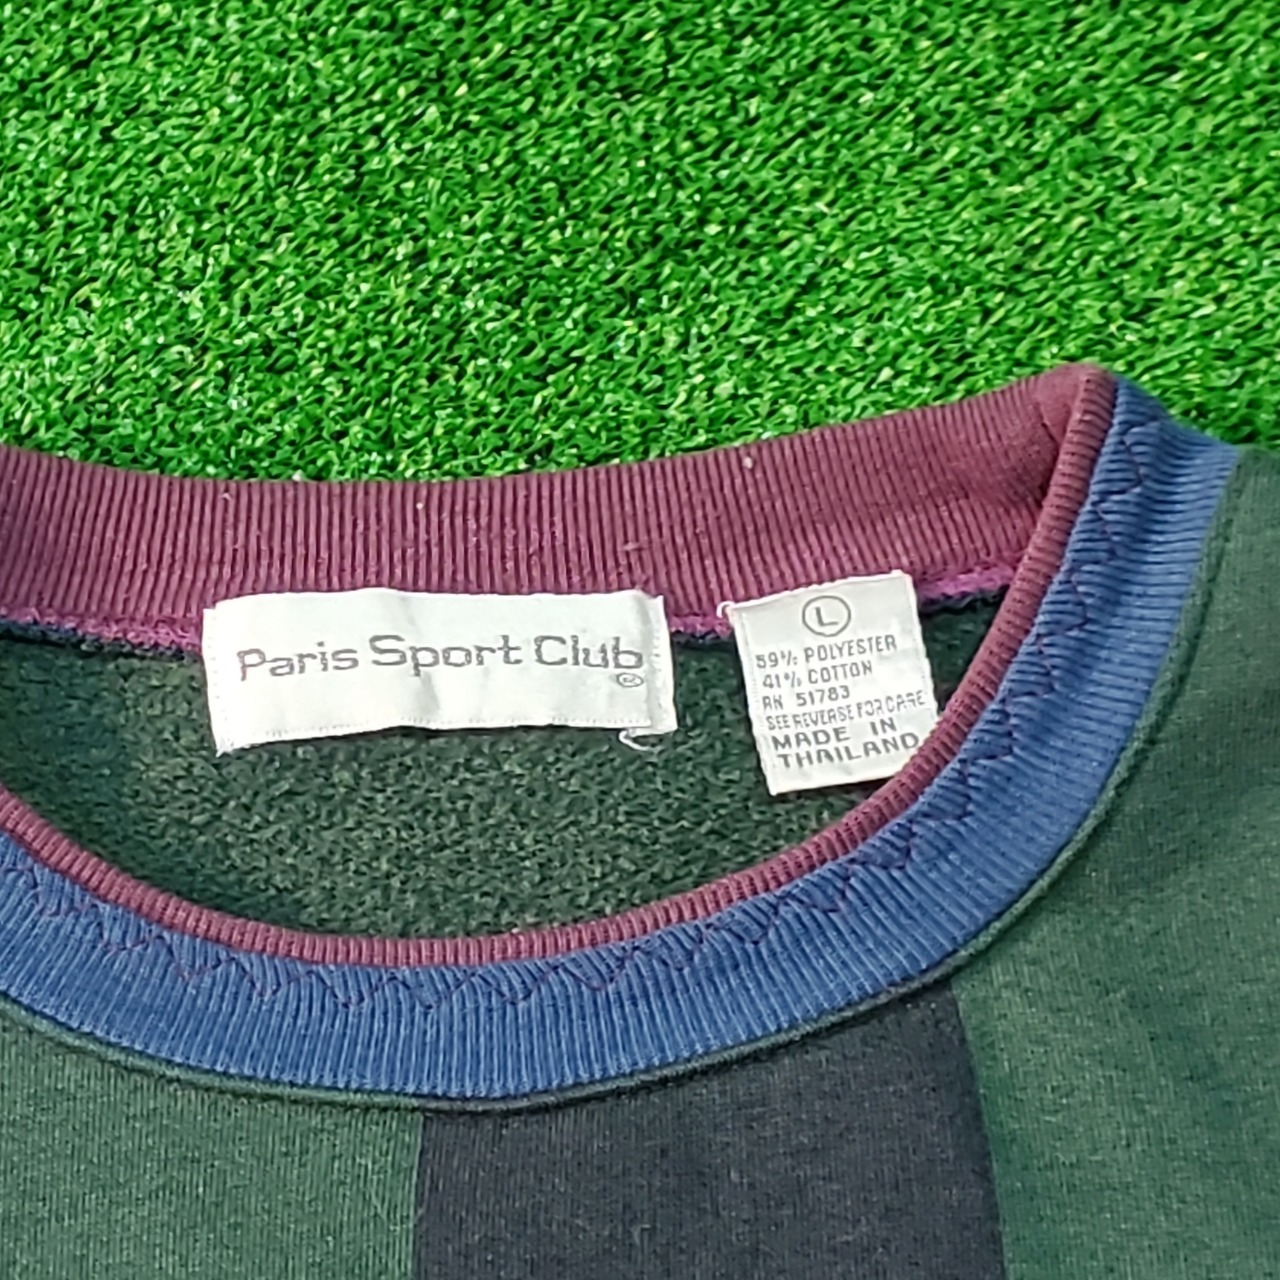 Paris Sport Club
®
L
59% POLYESTER
41% COTTON
RN 51783
SEE REVERSE FOR CARE
MADE IN
THAILAND